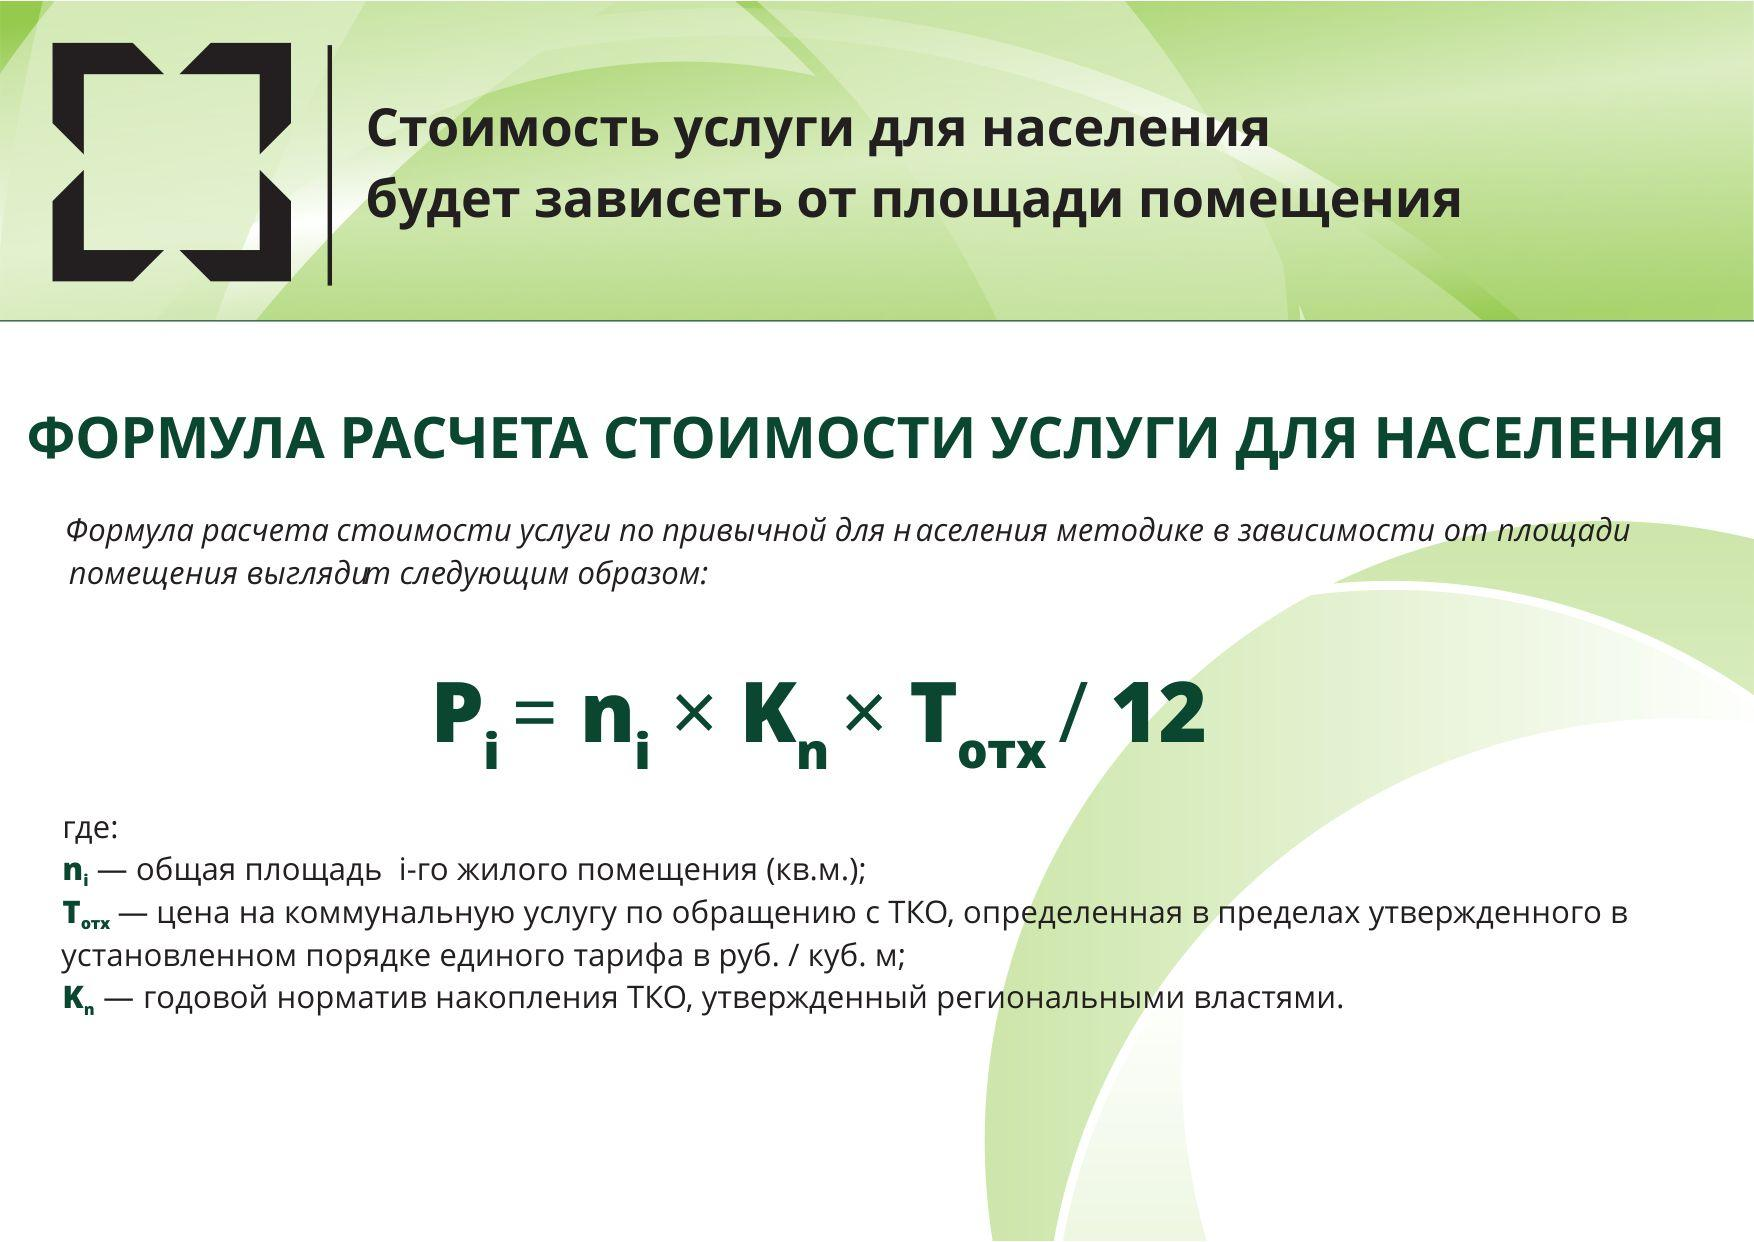 Стоимость услуги для населения
будет зависеть от площади помещения
ФОРМУЛА РАСЧЕТА СТОИМОСТИ УСЛУГИ ДЛЯ НАСЕЛЕНИЯ
Формула расчета стоимости услуги по привычной для населения методике в зависимости от площади
помещения выглядит следующим образом:
Pi = ni × Kn × Tотх / 12
где:
ni — общая площадь i-го жилого помещения (кв.м.);
Tотх — цена на коммунальную услугу по обращению с ТКО, определенная в пределах утвержденного в
установленном порядке единого тарифа в руб. / куб. м;
Kn — годовой норматив накопления ТКО, утвержденный региональными властями.